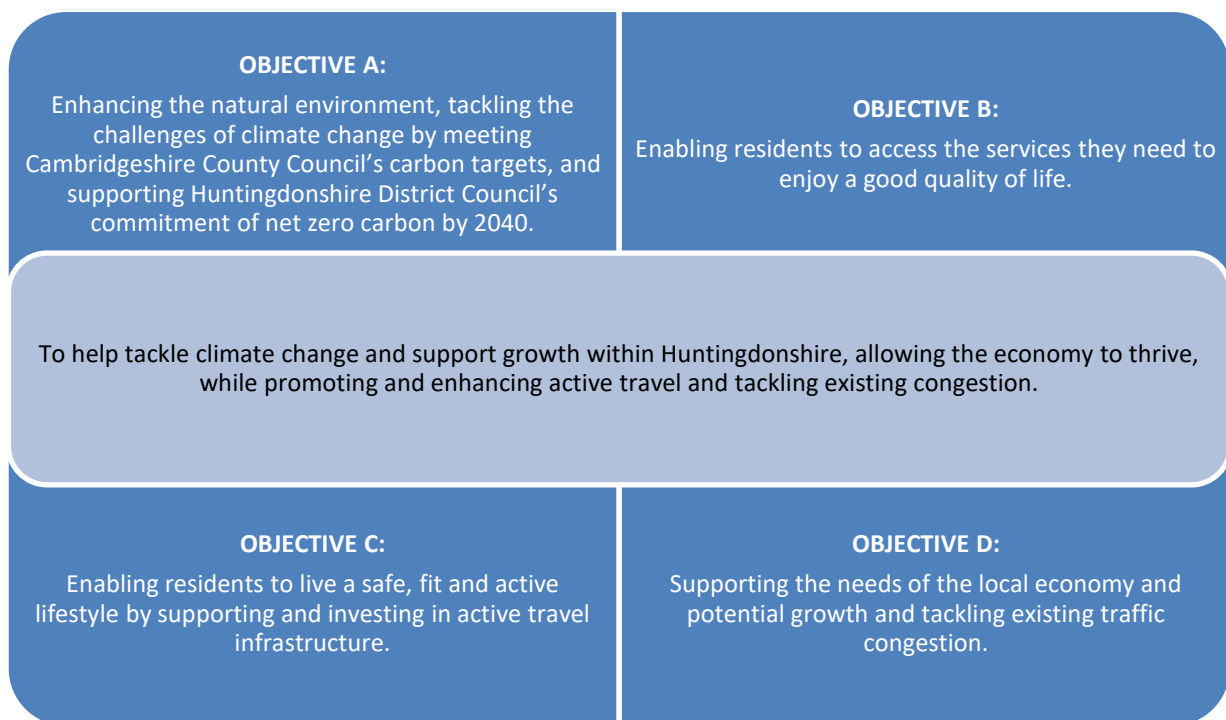 OBJECTIVE A:
Enhancing the natural environment, tackling the
challenges of climate change by meeting
Cambridgeshire County Council’s carbon targets, and
supporting Huntingdonshire District Council’s
commitment of net zero carbon by 2040.
OBJECTIVE B:
Enabling residents to access the services they need to
enjoy a good quality of life.
To help tackle climate change and support growth within Huntingdonshire, allowing the economy to thrive,
while promoting and enhancing active travel and tackling existing congestion.
OBJECTIVE C:
Enabling residents to live a safe, fit and active
lifestyle by supporting and investing in active travel
infrastructure.
OBJECTIVE D:
Supporting the needs of the local economy and
potential growth and tackling existing traffic
congestion.